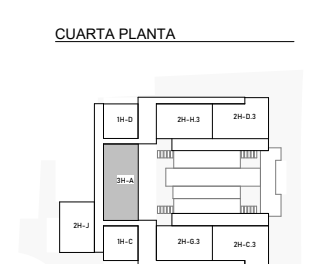 CUARTA PLANTA
1H-D
2H-H.3
2H-D.3
3H-A
2H-J
1H-C
2H-G.3
2H-C.3